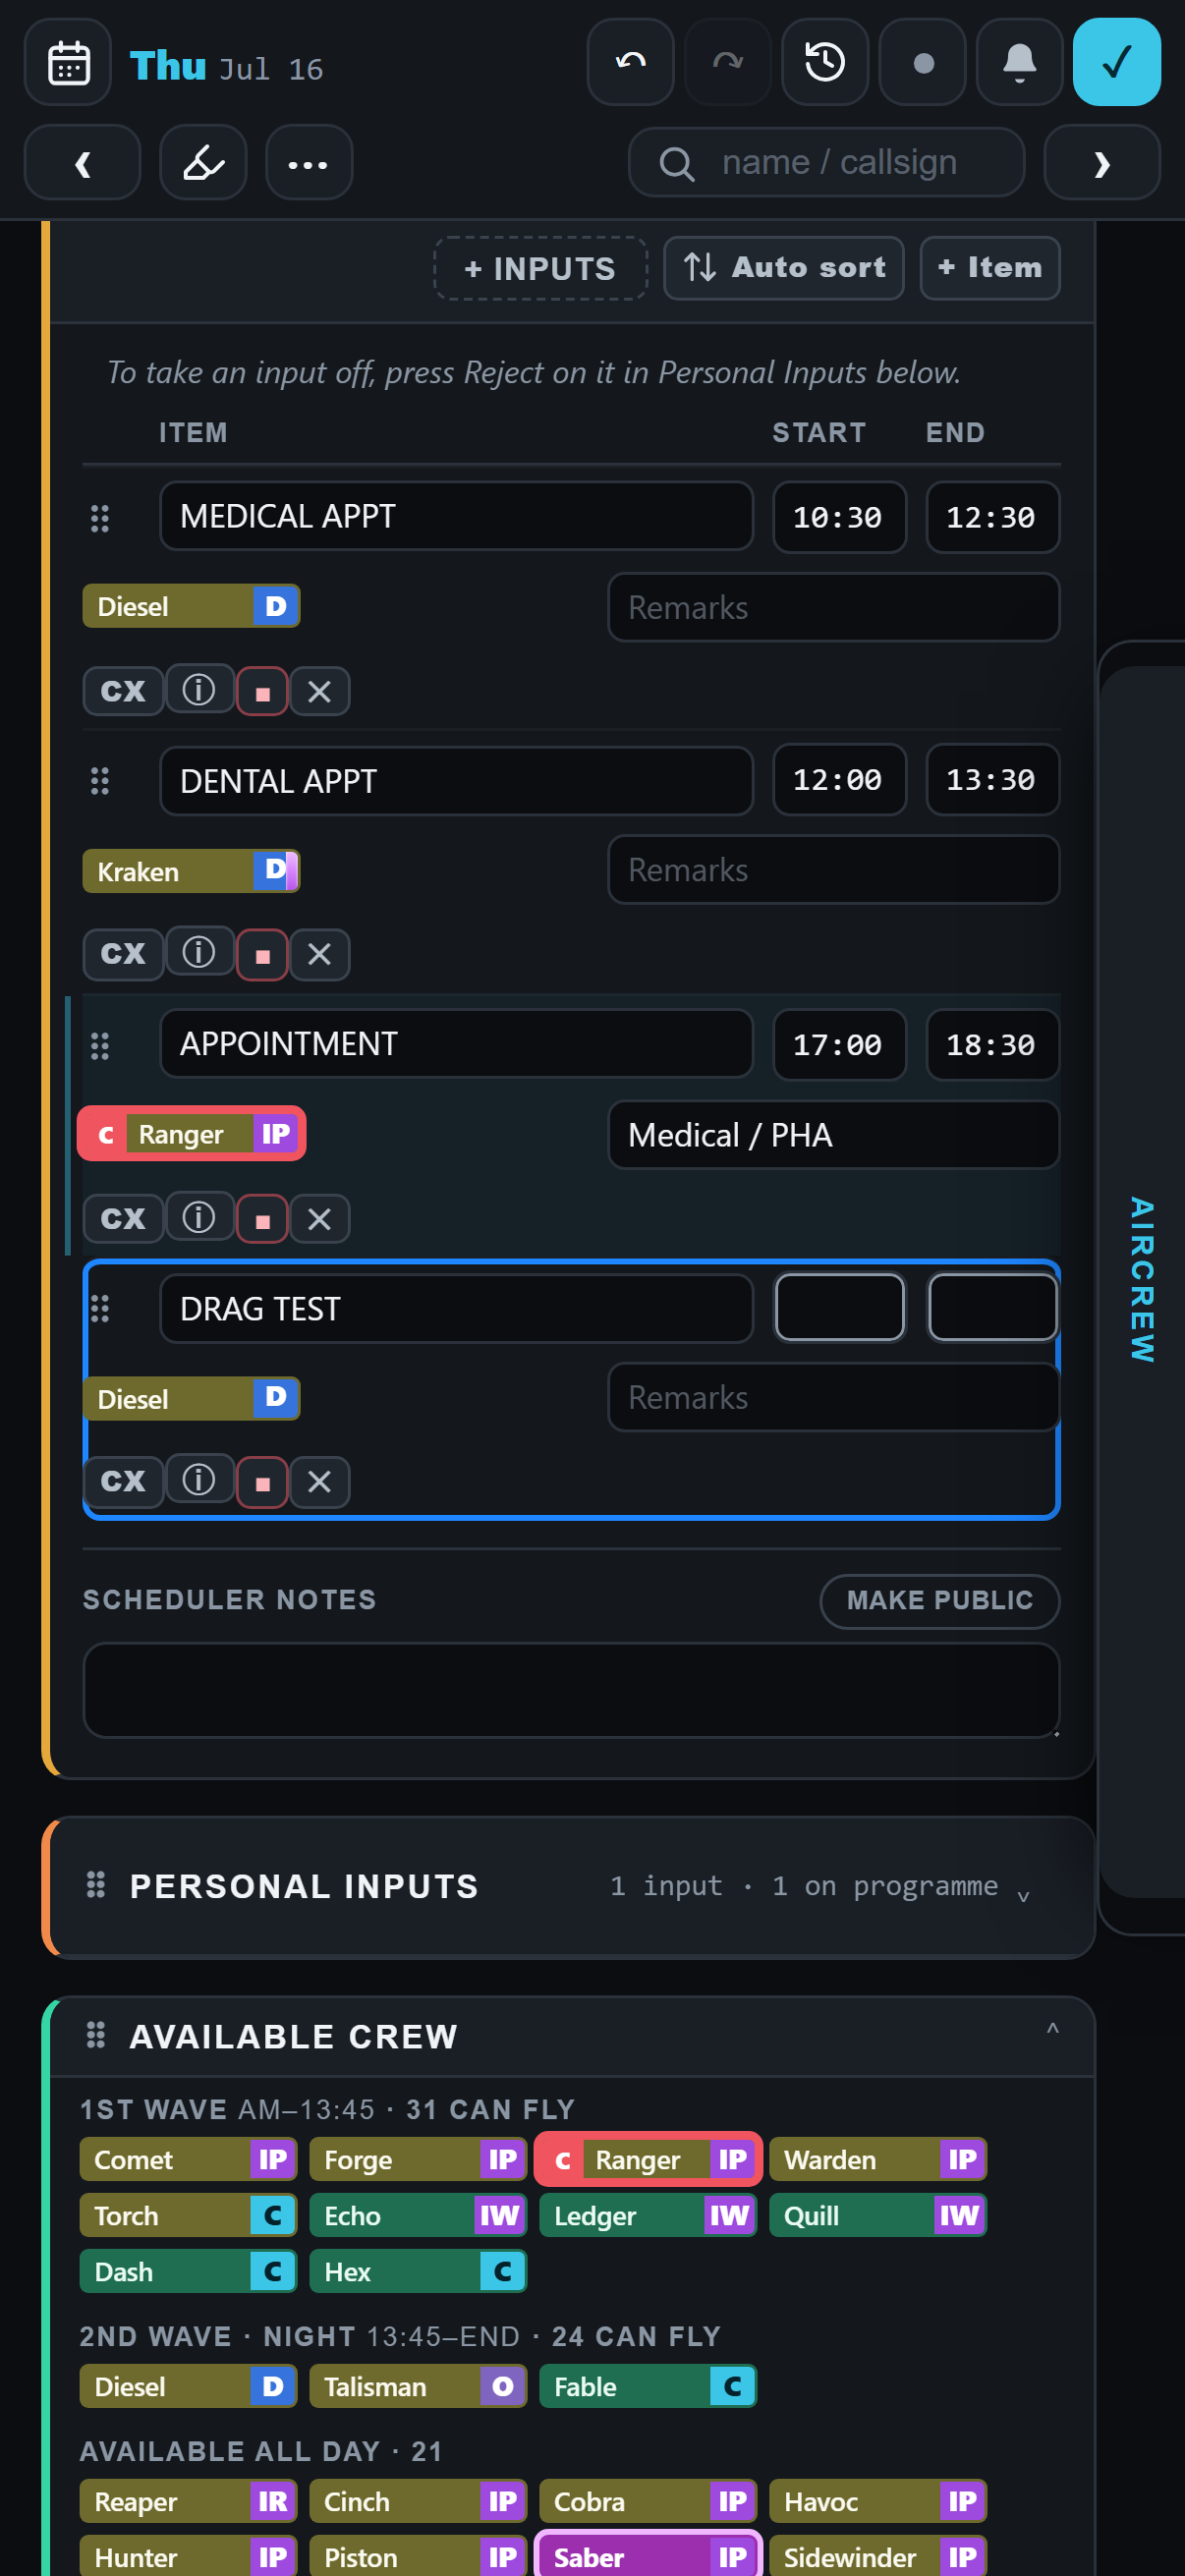 Thu Jul 16
name / callsign
+ INPUTS Auto sort + Item
To take an input off, press Reject on it in Personal Inputs below.
ITEM START END
MEDICAL APPT 10:30 12:30
Diesel D Remarks
CX
DENTAL APPT 12:00 13:30
Kraken D Remarks
CX
APPOINTMENT 17:00 18:30
C Ranger IP Medical / PHA
CX
AIRCREW
DRAG TEST
Diesel D Remarks
CX
SCHEDULER NOTES MAKE PUBLIC
PERSONAL INPUTS 1 input · 1 on programme
AVAILABLE CREW
1ST WAVE AM–13:45 · 31 CAN FLY
Comet IP Forge IP C Ranger IP Warden IP
Torch C Echo IW Ledger IW Quill IW
Dash C Hex C
2ND WAVE · NIGHT 13:45–END · 24 CAN FLY
Diesel D Talisman O Fable C
AVAILABLE ALL DAY · 21
Reaper IR Cinch IP Cobra IP Havoc IP
Hunter IP Piston IP Saber IP Sidewinder IP